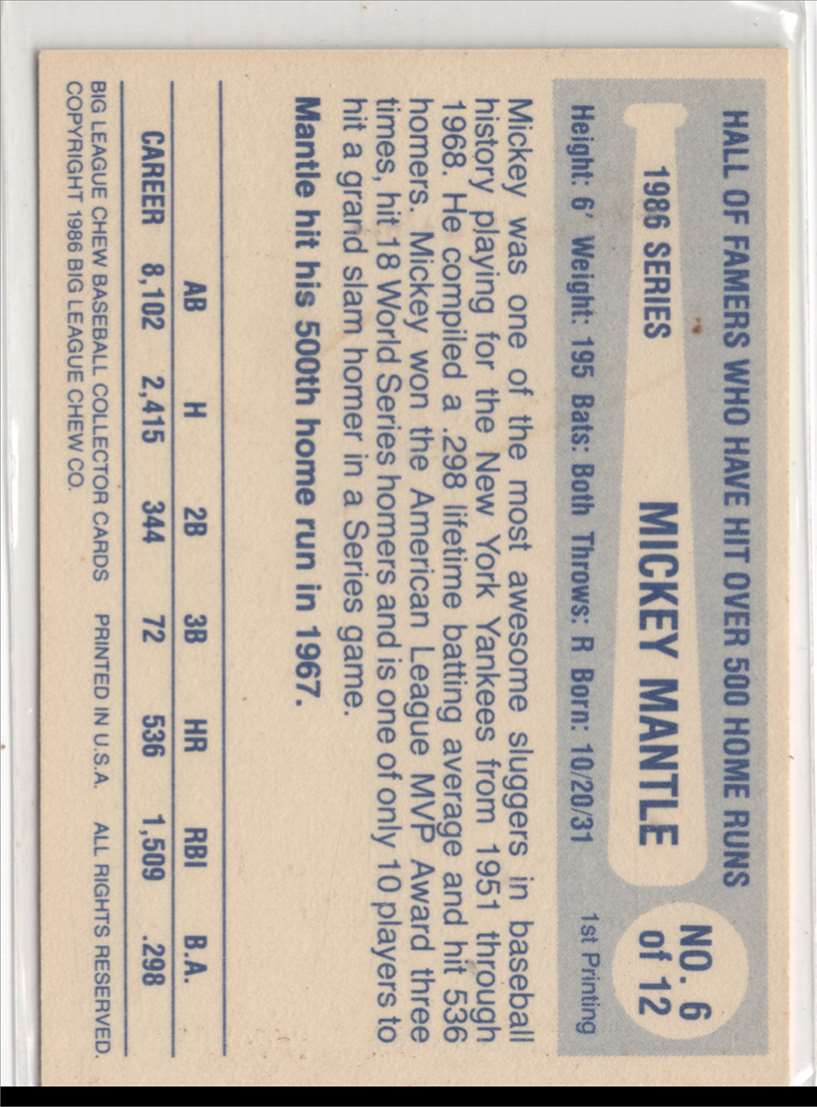 HALL OF FAMERS WHO HAVE HIT OVER 500 HOME RUNS
1986 SERIES MICKEY MANTLE
NO. 6
of 12
Height: 6' Weight: 195 Bats: Both Throws: R Born: 10/20/31
1st Printing
Mickey was one of the most awesome sluggers in baseball
history playing for the New York Yankees from 1951 through
1968. He compiled a .298 lifetime batting average and hit 536
homers. Mickey won the American League MVP Award three
times, hit 18 World Series homers and is one of only 10 players to
hit a grand slam homer in a Series game.
Mantle hit his 500th home run in 1967.
AB H 2B 3B HR RBI B.A.
CAREER 8,102 2,415 344 72 536 1,509 .298
BIG LEAGUE CHEW BASEBALL COLLECTOR CARDS PRINTED IN U.S.A. ALL RIGHTS RESERVED.
COPYRIGHT 1986 BIG LEAGUE CHEW CO.